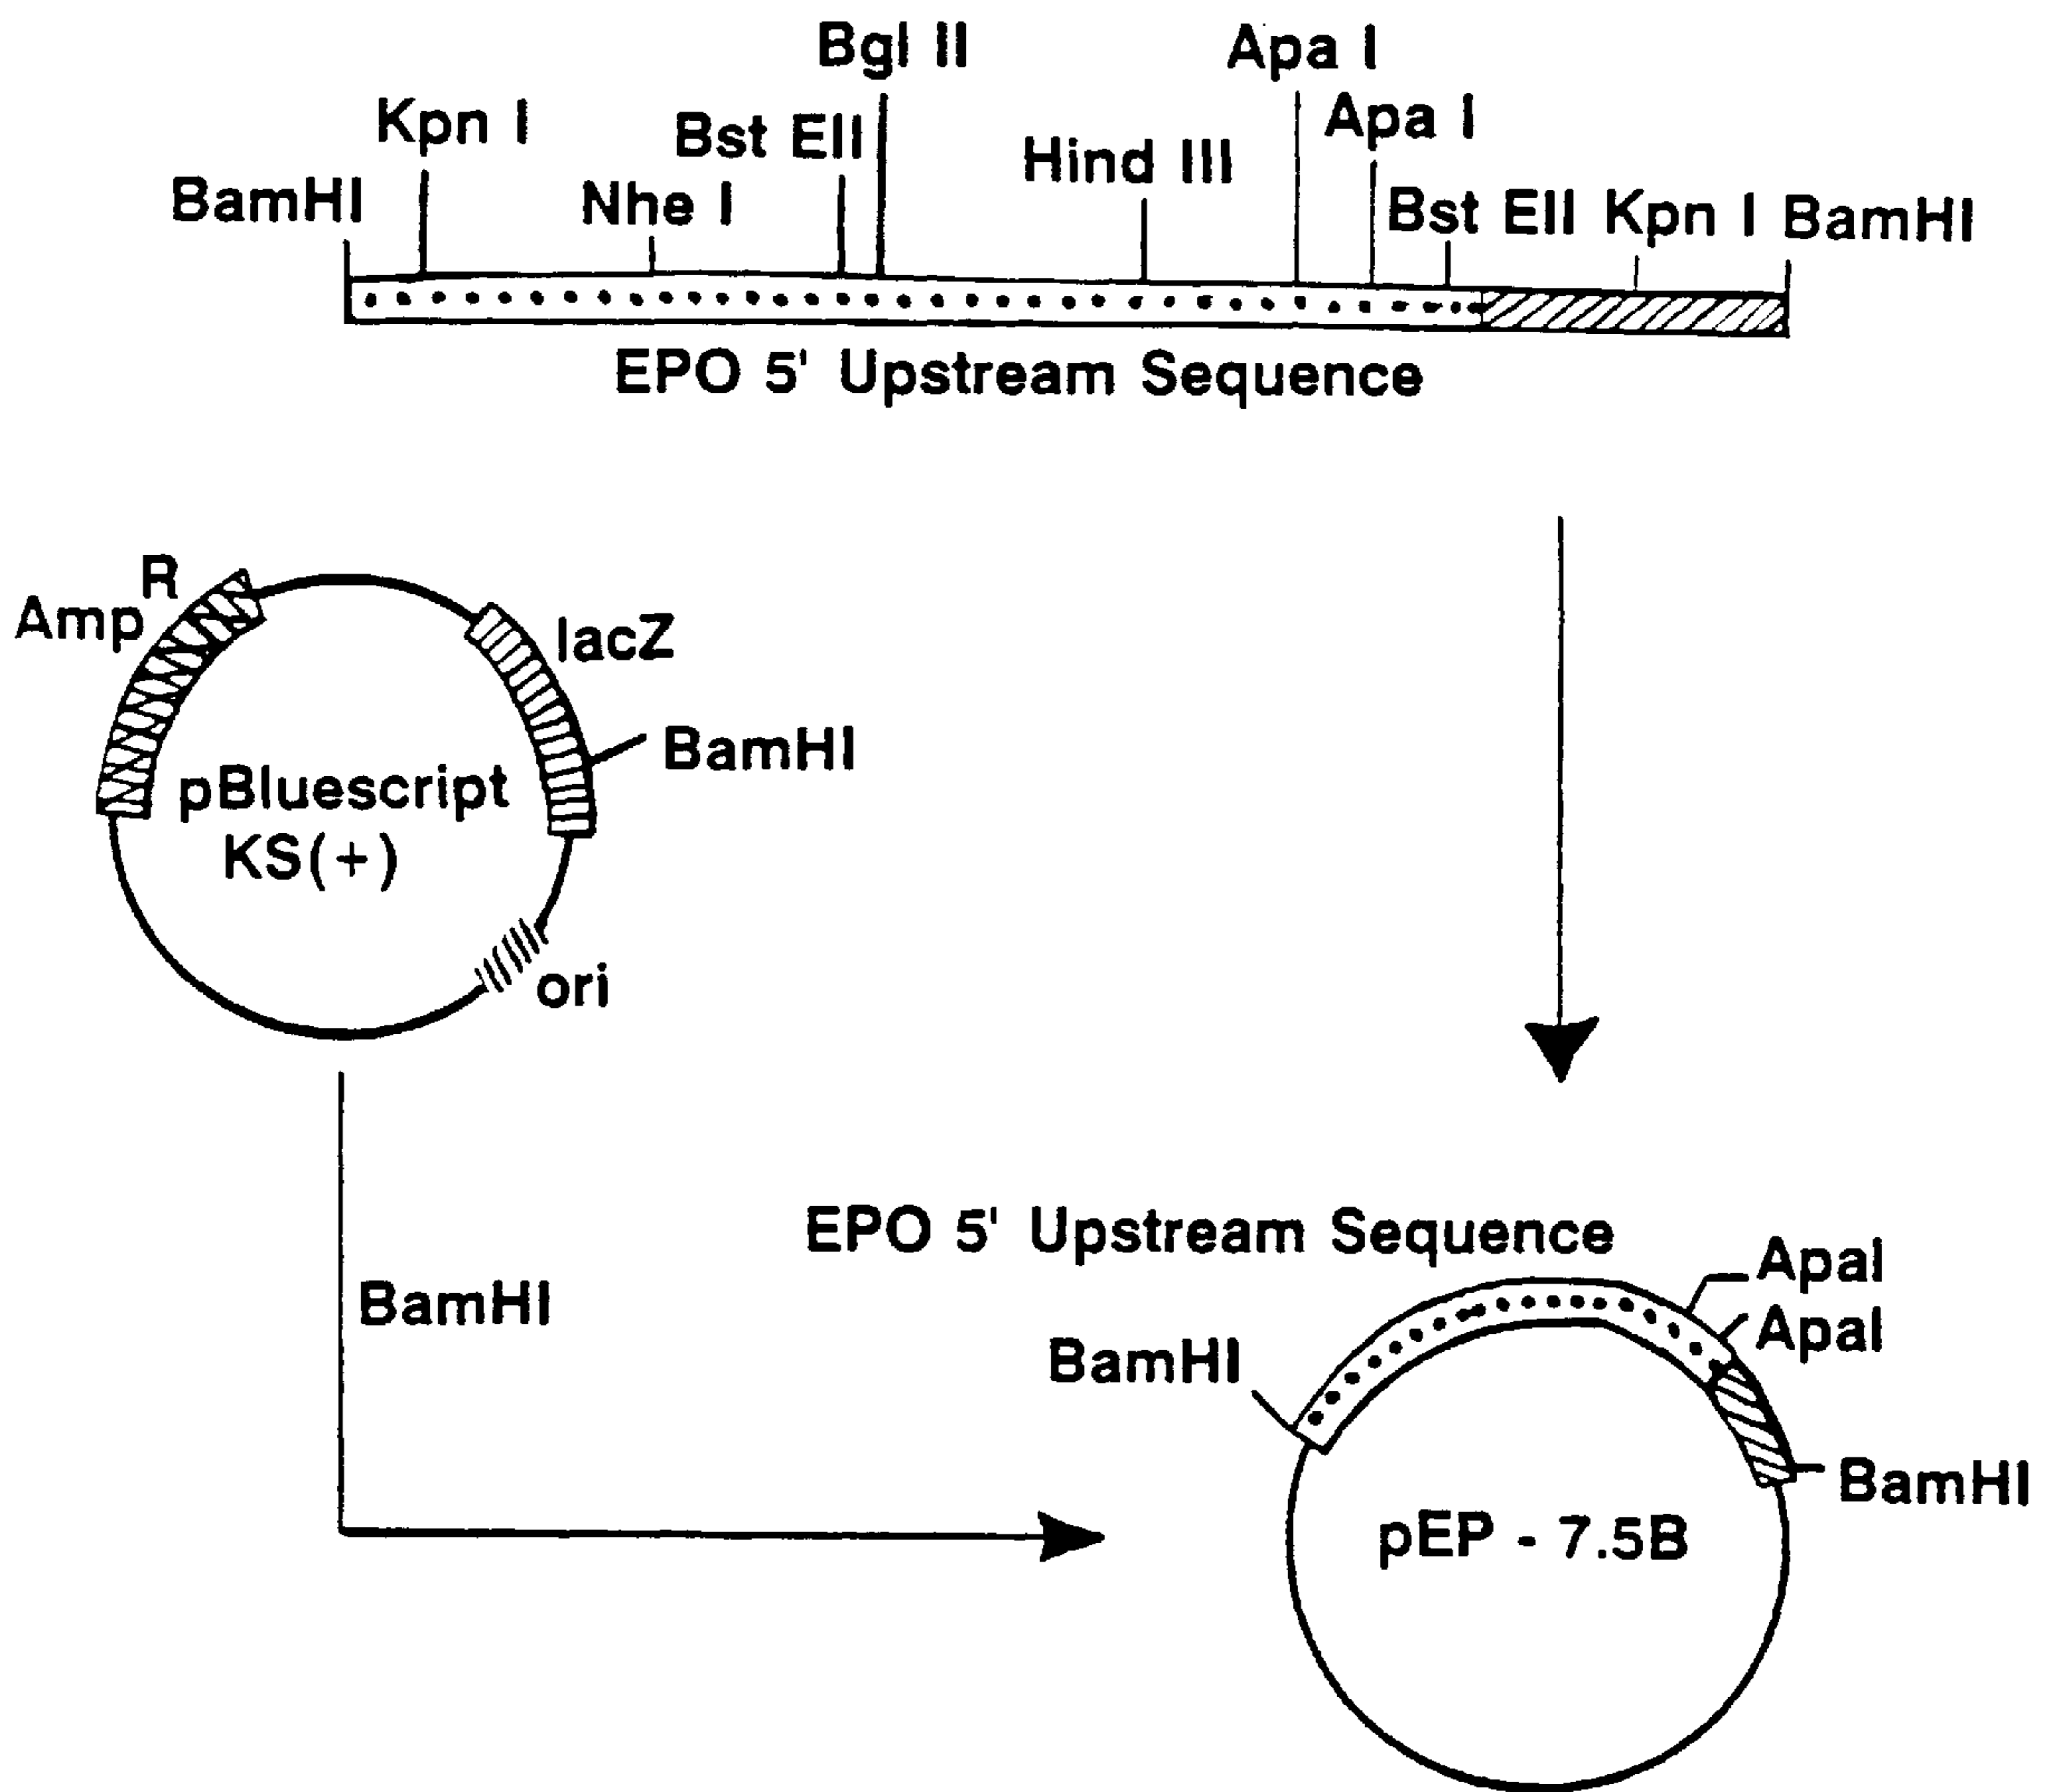 Bgl II
Apa I
Kpn I
Bst EII
Apa I
Hind III
BamHI
Nhe I
Bst EII
Kpn I
BamHI
EPO 5' Upstream Sequence
Amp R
lacZ
BamHI
pBluescript
KS(+)
ori
BamHI
EPO 5' Upstream Sequence
ApaI
ApaI
BamHI
BamHI
pEP - 7.5B